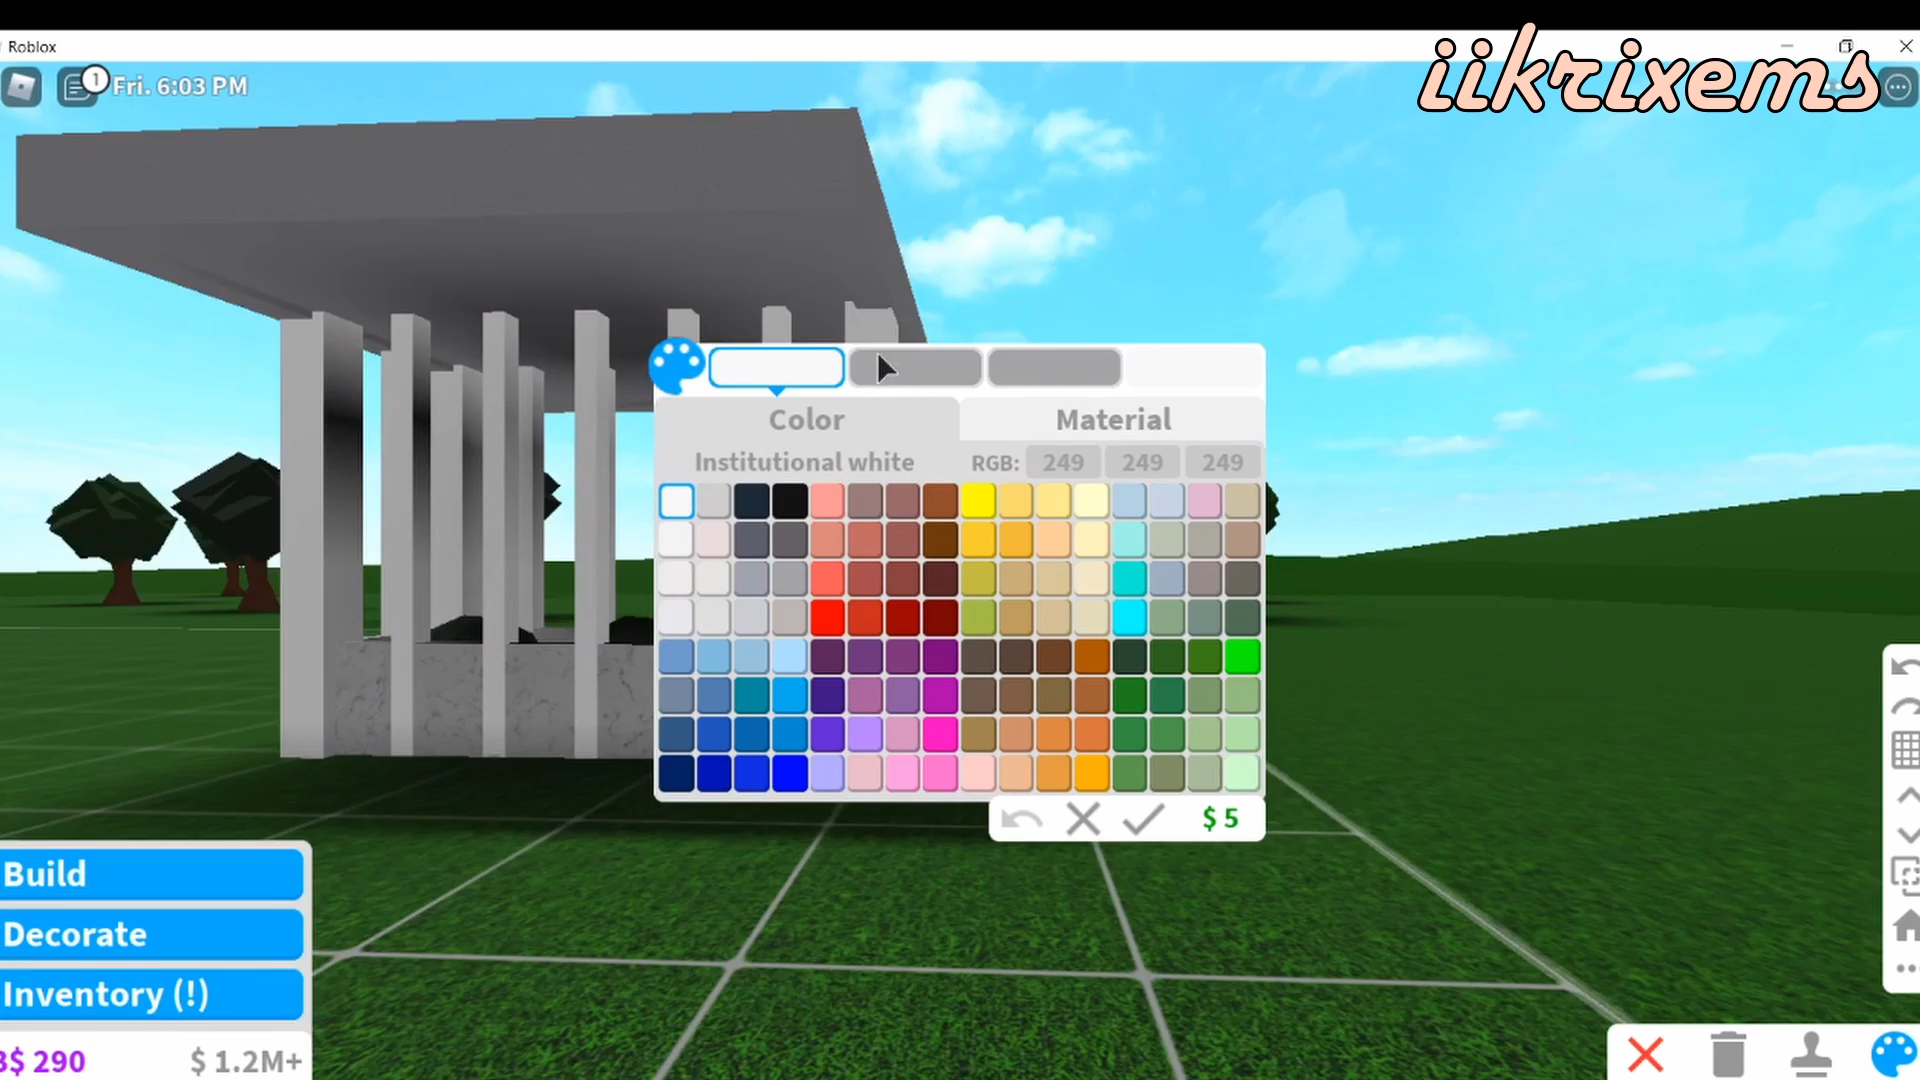 Roblox
iikrixems
1
Fri. 6:03 PM
Color
Material
Institutional white
RGB: 249 249 249
$ 5
Build
Decorate
Inventory (!)
B$ 290
$ 1.2M+